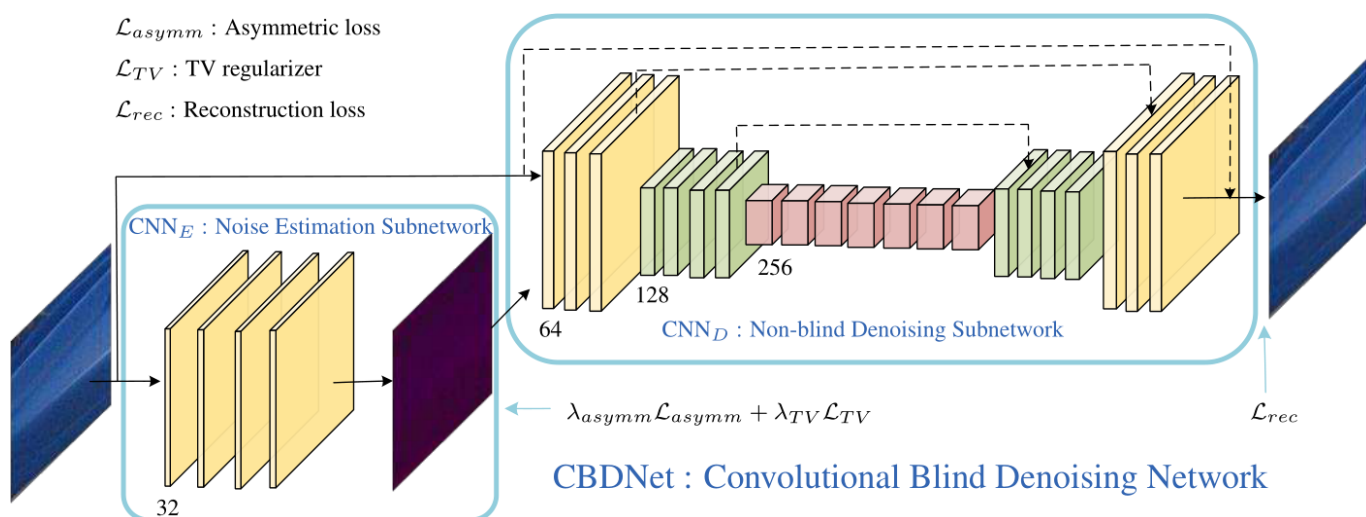 ℒ_asymm : Asymmetric loss
ℒ_TV : TV regularizer
ℒ_rec : Reconstruction loss
CNN_E : Noise Estimation Subnetwork
32
64
128
256
CNN_D : Non-blind Denoising Subnetwork
λ_asymm ℒ_asymm + λ_TV ℒ_TV
ℒ_rec
CBDNet : Convolutional Blind Denoising Network